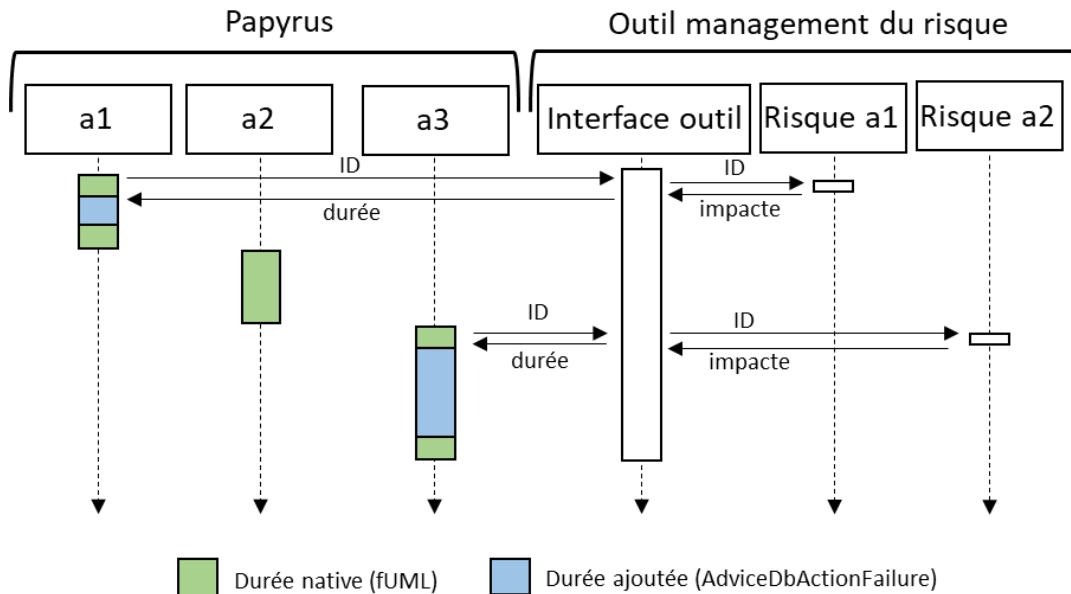 Papyrus
Outil management du risque
a1
a2
a3
Interface outil
Risque a1
Risque a2
ID
ID
durée
impacte
ID
ID
durée
impacte
Durée native (fUML)
Durée ajoutée (AdviceDbActionFailure)